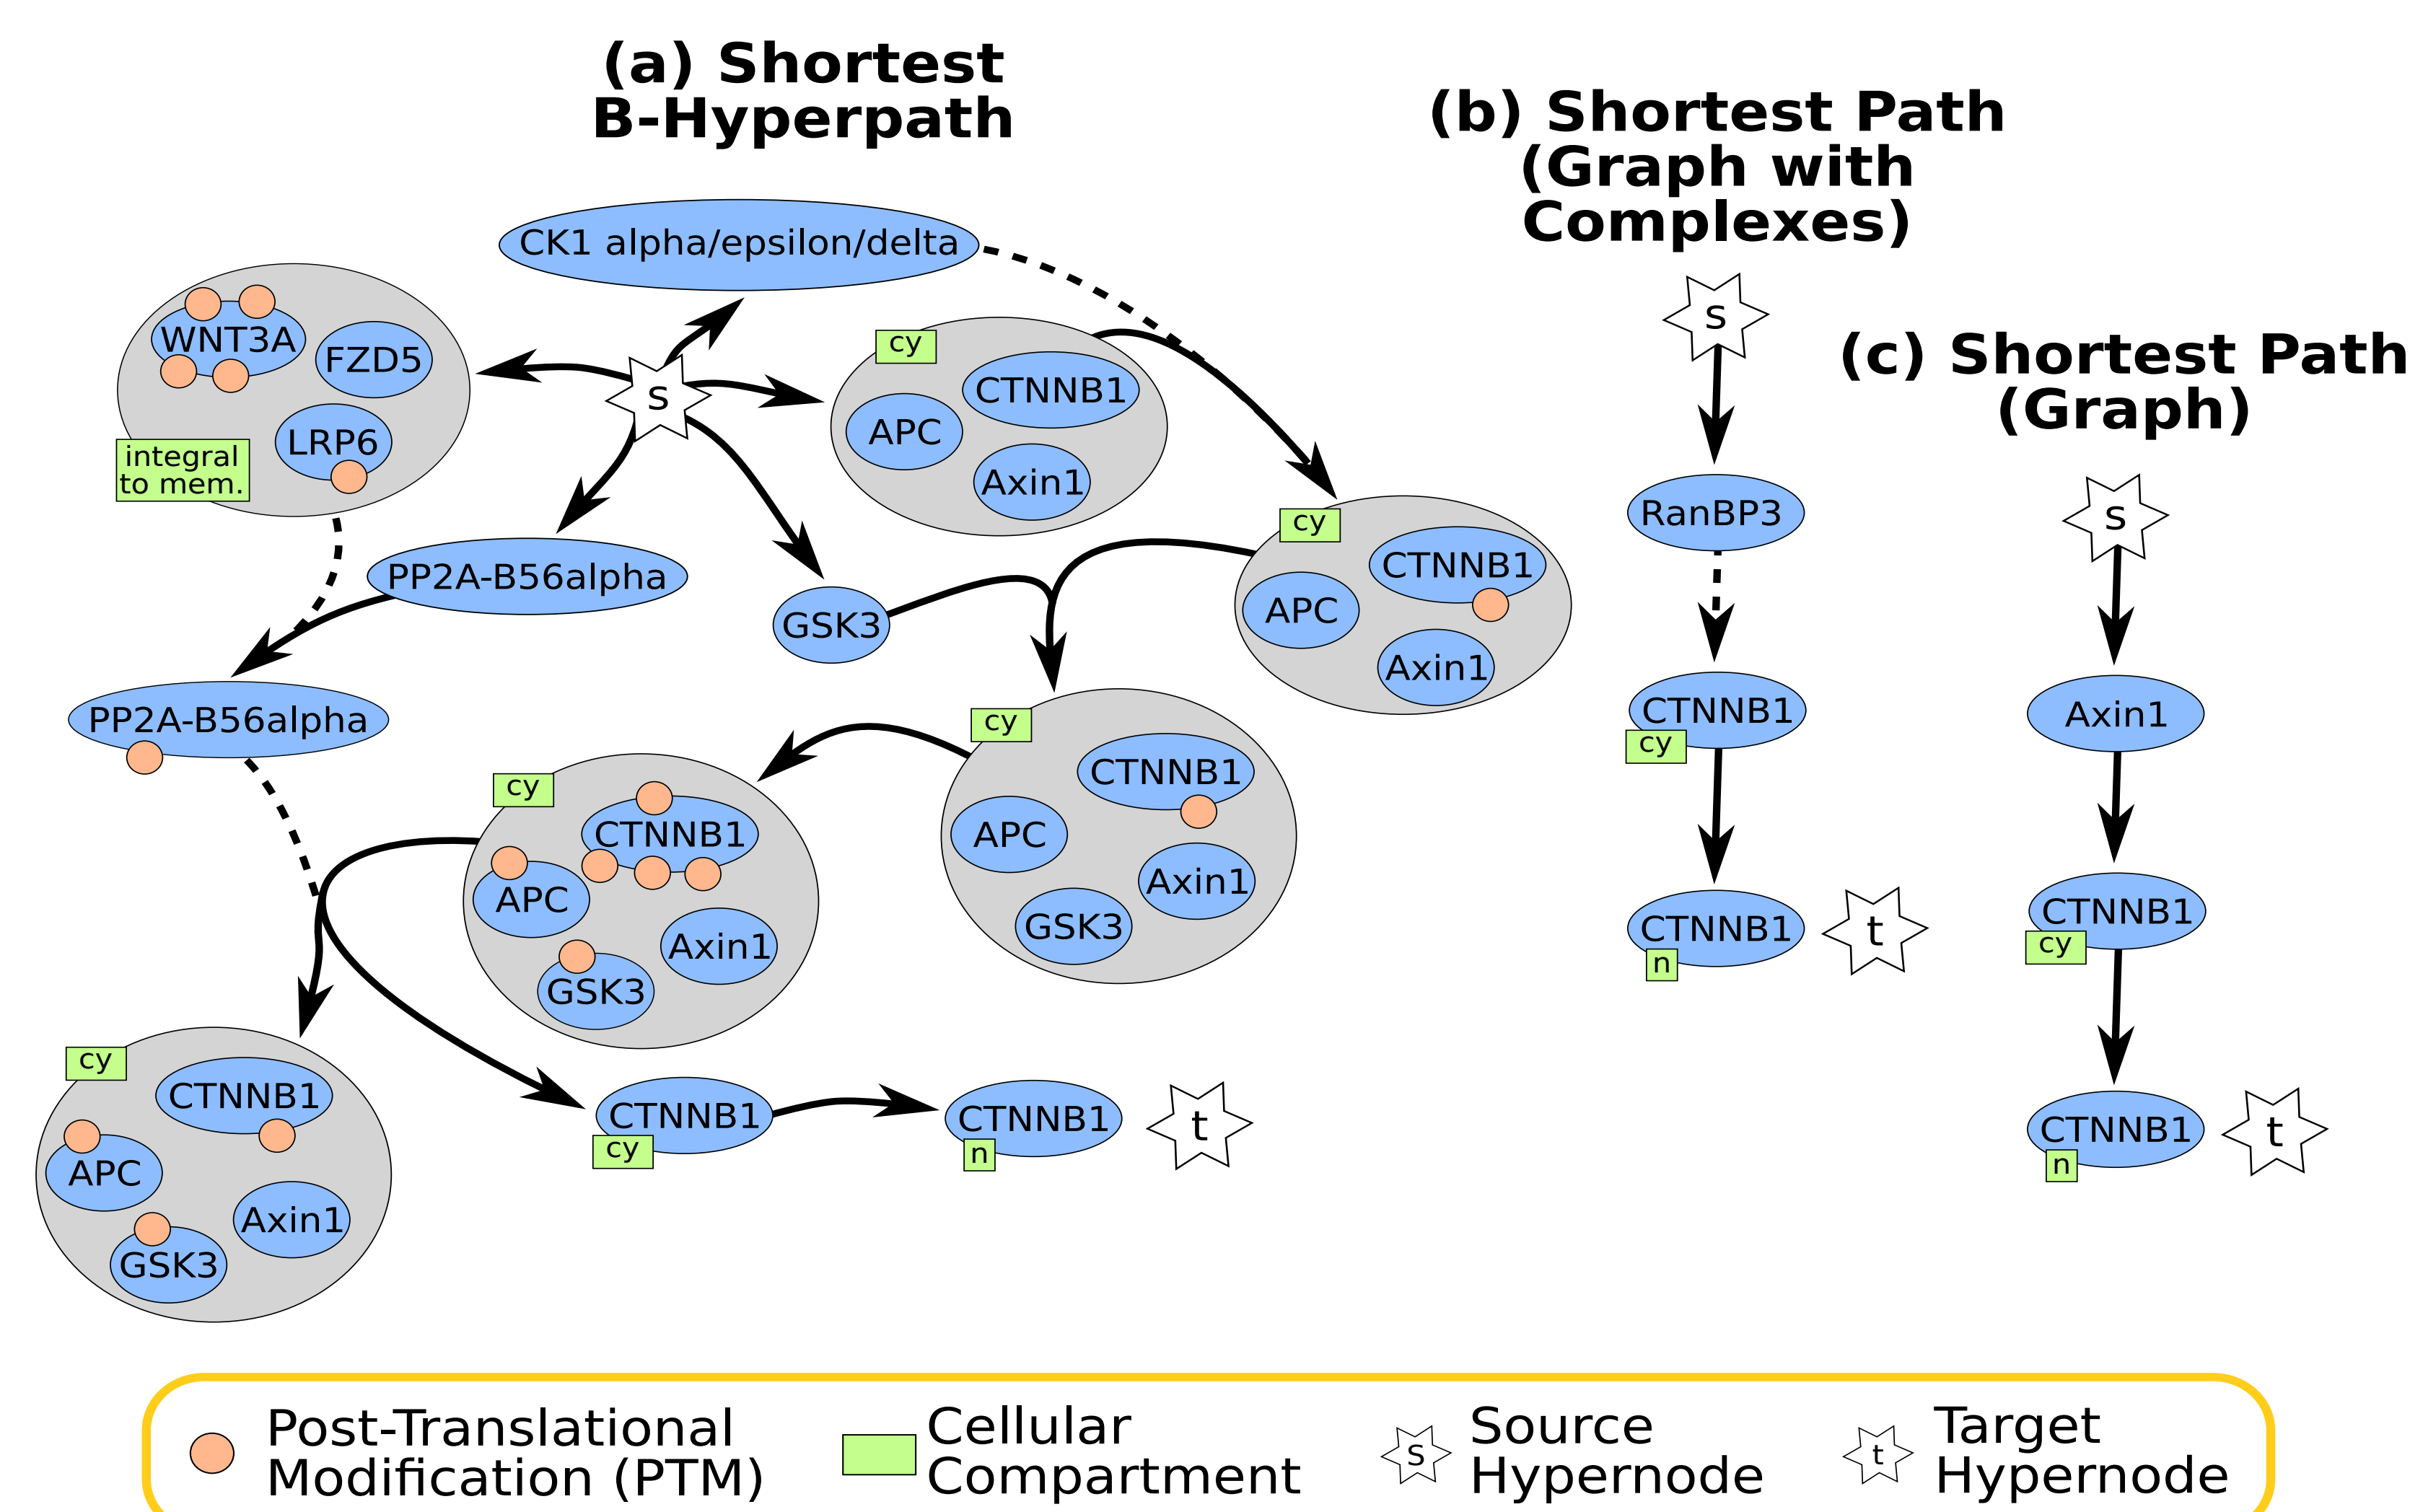 (a) Shortest
B-Hyperpath
(b) Shortest Path
(Graph with
Complexes)
(c) Shortest Path
(Graph)
CK1 alpha/epsilon/delta
WNT3A
FZD5
LRP6
integral
to mem.
s
cy
CTNNB1
APC
Axin1
PP2A-B56alpha
GSK3
cy
CTNNB1
APC
Axin1
PP2A-B56alpha
cy
CTNNB1
APC
Axin1
GSK3
cy
CTNNB1
APC
Axin1
GSK3
cy
CTNNB1
APC
Axin1
GSK3
CTNNB1
cy
CTNNB1
n
t
s
RanBP3
CTNNB1
cy
CTNNB1
n
t
s
Axin1
CTNNB1
cy
CTNNB1
n
t
Post-Translational
Modification (PTM)
Cellular
Compartment
S
Source
Hypernode
t
Target
Hypernode